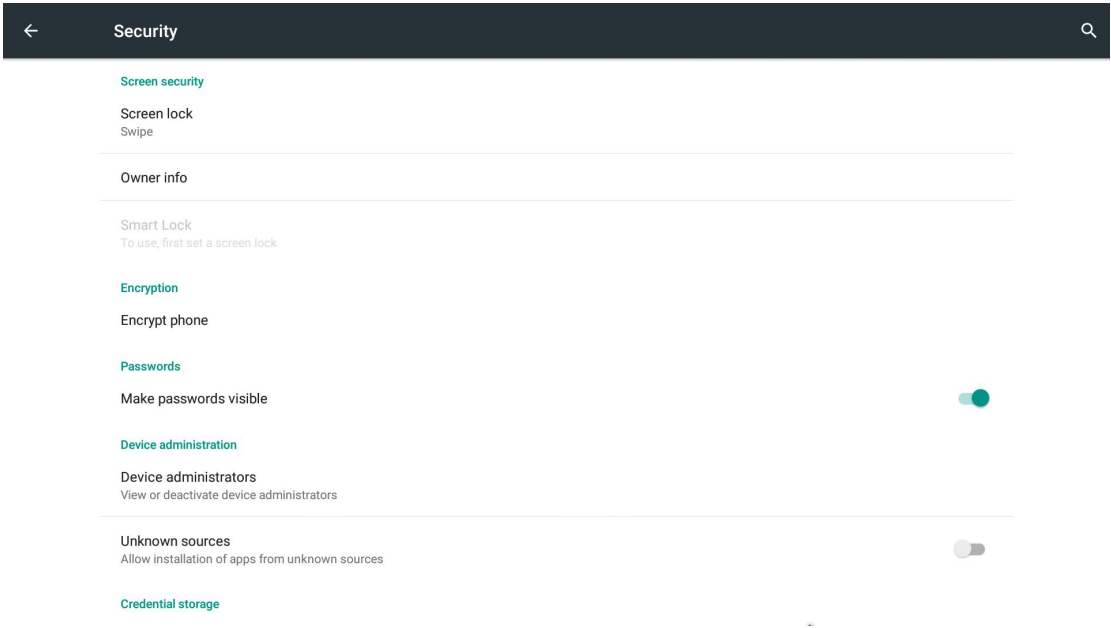 Security
Screen security
Screen lock
Swipe
Owner info
Smart Lock
To use, first set a screen lock
Encryption
Encrypt phone
Passwords
Make passwords visible
Device administration
Device administrators
View or deactivate device administrators
Unknown sources
Allow installation of apps from unknown sources
Credential storage